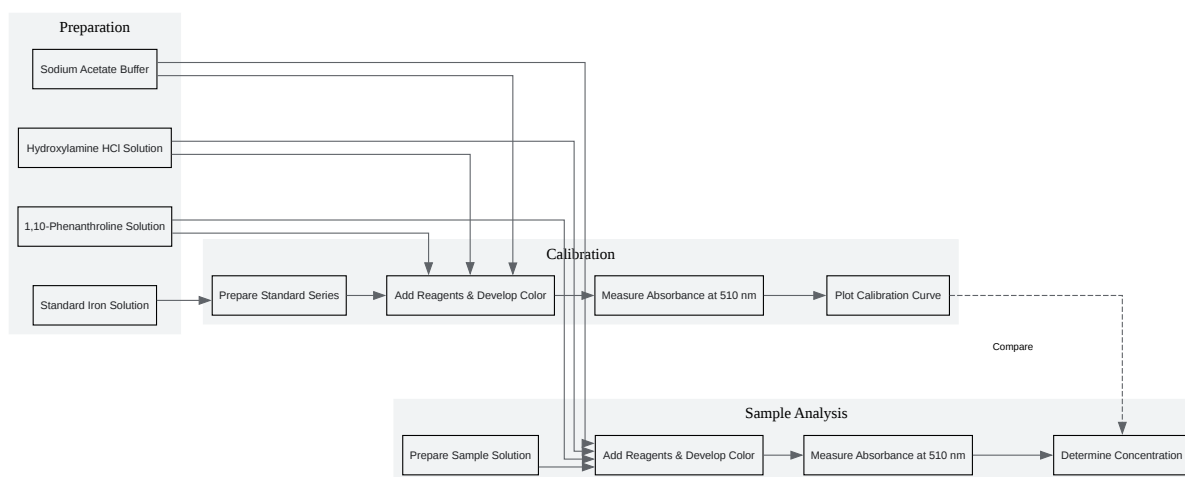 Preparation
Sodium Acetate Buffer
Hydroxylamine HCl Solution
1,10-Phenanthroline Solution
Standard Iron Solution
Calibration
Prepare Standard Series
Add Reagents & Develop Color
Measure Absorbance at 510 nm
Plot Calibration Curve
Compare
Sample Analysis
Prepare Sample Solution
Add Reagents & Develop Color
Measure Absorbance at 510 nm
Determine Concentration